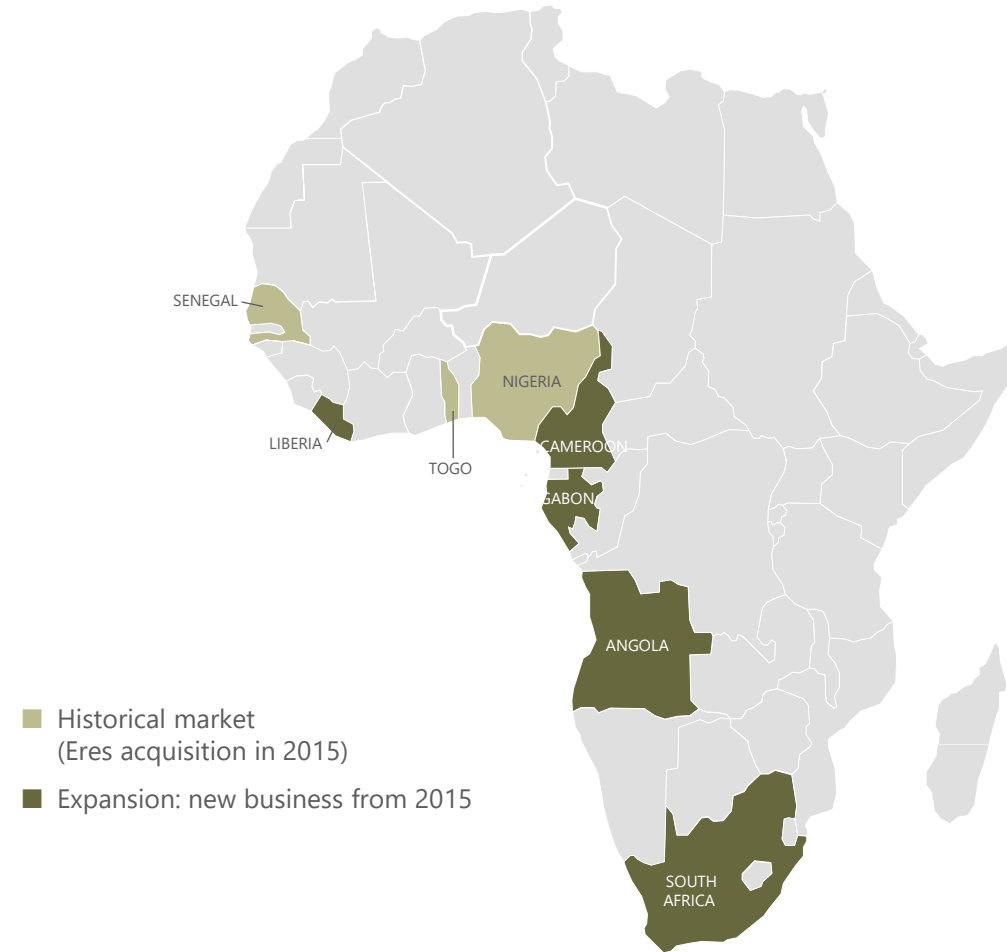 SENEGAL
NIGERIA
LIBERIA
CAMEROON
TOGO
GABON
ANGOLA
Historical market
(Eres acquisition in 2015)
Expansion: new business from 2015
SOUTH
AFRICA